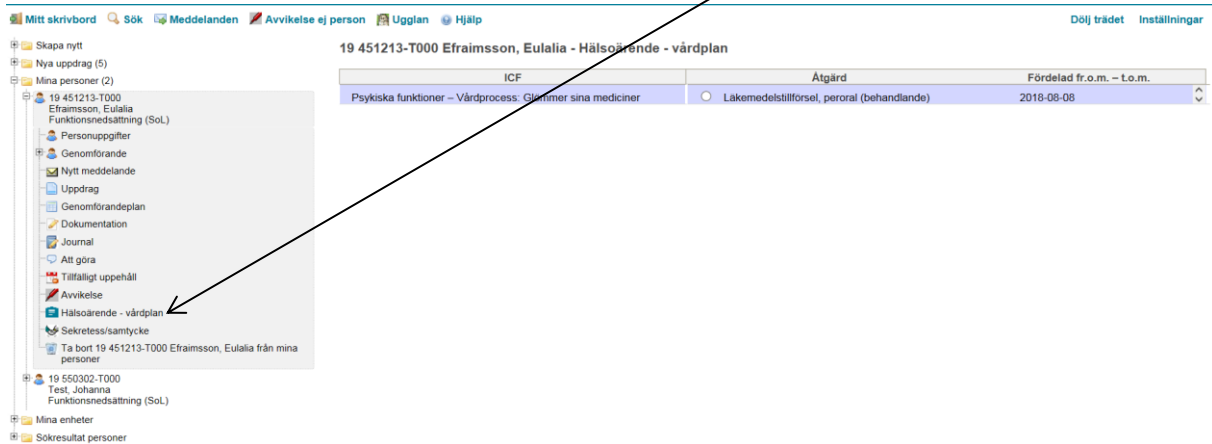 Mitt skrivbord Sök Meddelanden Avvikelse ej person Ugglan Hjälp Dölj trädet Inställningar
Skapa nytt
Nya uppdrag (5)
Mina personer (2)
19 451213-T000
Efraimsson, Eulalia
Funktionsnedsättning (SoL)
Personuppgifter
Genomförande
Nytt meddelande
Uppdrag
Genomförandeplan
Dokumentation
Journal
Att göra
Tillfälligt uppehåll
Avvikelse
Hälsoärende - vårdplan
Sekretess/samtycke
Ta bort 19 451213-T000 Efraimsson, Eulalia från mina
personer
19 550302-T000
Test, Johanna
Funktionsnedsättning (SoL)
Mina enheter
Sökresultat personer
19 451213-T000 Efraimsson, Eulalia - Hälsoärende - vårdplan
ICF Åtgärd Fördelad fr.o.m. – t.o.m.
Psykiska funktioner – Vårdprocess: Glömmer sina mediciner Läkemedelstillförsel, peroral (behandlande) 2018-08-08